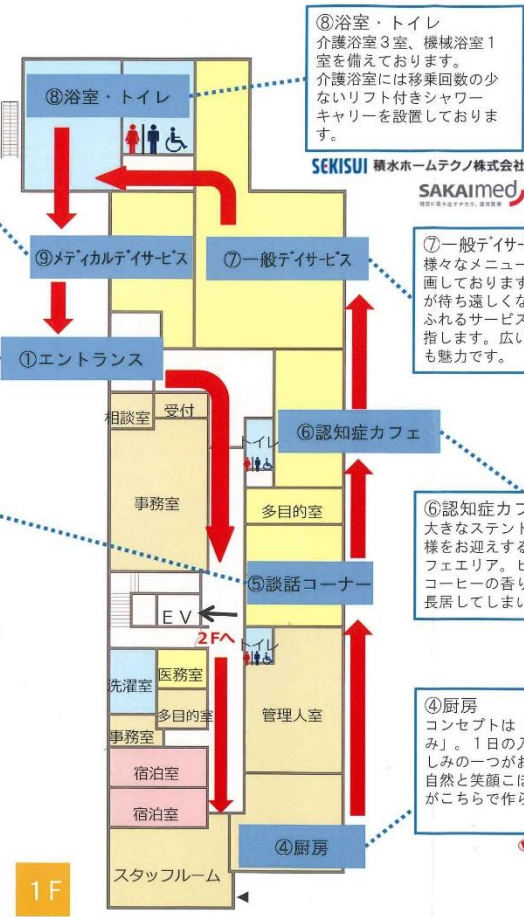 ⑧浴室・トイレ
介護浴室３室、機械浴室１
室を備えております。
介護浴室には移乗回数の少
ないリフト付きシャワー
キャリーを設置しておりま
す。
SEKISUI 積水ホームテクノ株式会社
SAKAImed
⑧浴室・トイレ
⑨メディカルデイサービス
⑦一般デイサービス
⑦一般デイサー
様々なメニュー
画しております
が待ち遠しくな
ふれるサービス
指します。広い
も魅力です。
①エントランス
相談室
受付
トイレ
⑥認知症カフェ
事務室
多目的室
⑥認知症カフ
大きなステント
様をお迎えする
フェエリア。ピ
コーヒーの香り
長居してしまい
⑤談話コーナー
EV
2Fへ
トイレ
洗濯室
医務室
多目的室
管理人室
事務室
宿泊室
宿泊室
④厨房
コンセプトは「
み」。１日の入
しみの一つがお
自然と笑顔こぼ
がこちらで作ら
④厨房
スタッフルーム
1F